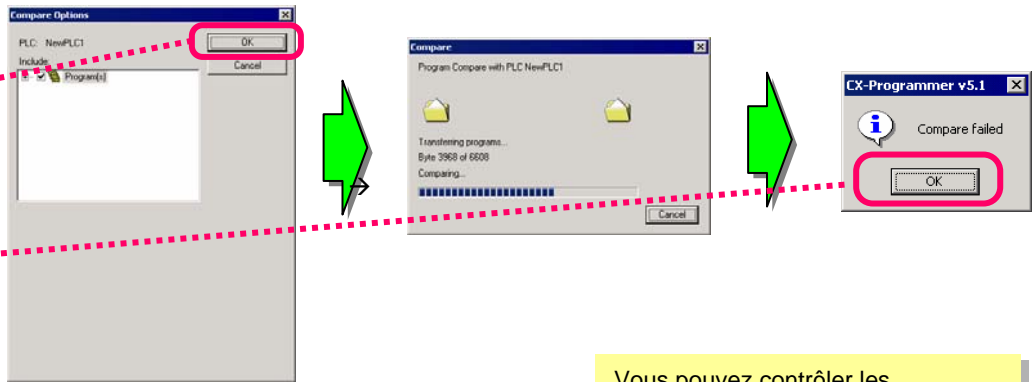 Compare Options
PLC: NewPLC1
OK
Include:
Cancel
Program(s)
Compare
Program Compare with PLC NewPLC1
Transferring programs...
Byte 3968 of 6608
Comparing...
Cancel
CX-Programmer v5.1
Compare failed
OK
Vous pouvez contrôler les